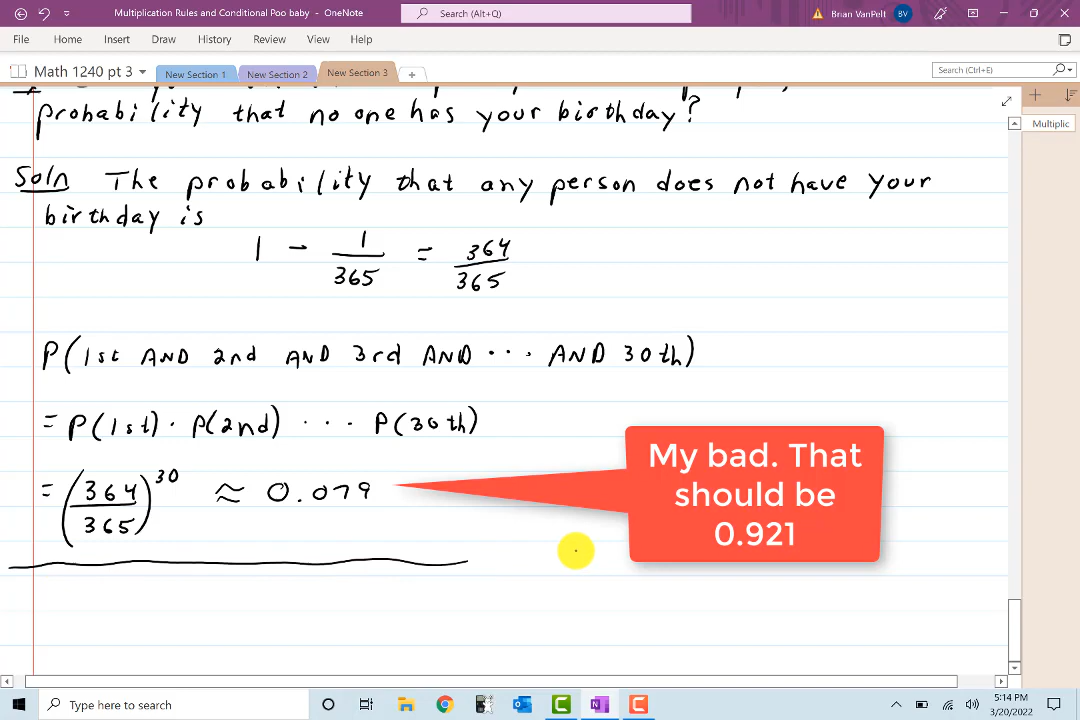 Multiplication Rules and Conditional Poo baby - OneNote
Search (Alt+Q)
Brian VanPelt BV
File Home Insert Draw History Review View Help
Math 1240 pt 3
New Section 1
New Section 2
New Section 3
Search (Ctrl+E)
Multiplic
probability that no one has your birthday?
Soln The probability that any person does not have your
birthday is
1 - 1/365 = 364/365
P(1st AND 2nd AND 3rd AND ... AND 30th)
= P(1st) · P(2nd) ... P(30th)
= (364/365)^30 ≈ 0.079
My bad. That
should be
0.921
Type here to search
5:14 PM
3/20/2022